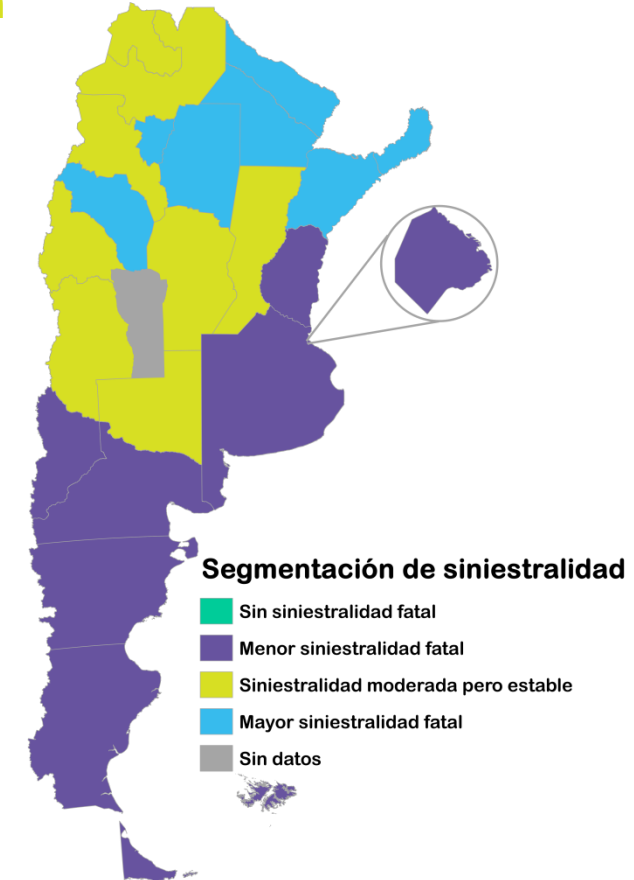 Segmentación de siniestralidad
Sin siniestralidad fatal
Menor siniestralidad fatal
Siniestralidad moderada pero estable
Mayor siniestralidad fatal
Sin datos